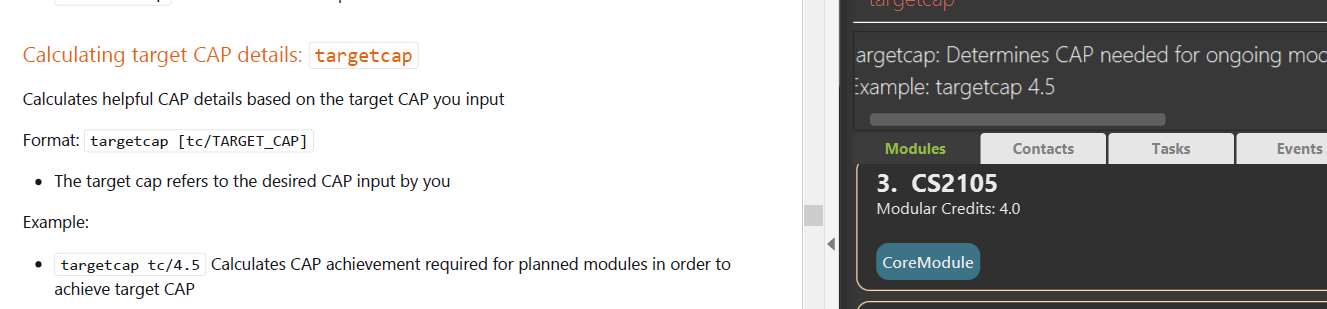 Calculating target CAP details: targetcap
Calculates helpful CAP details based on the target CAP you input
Format: targetcap [tc/TARGET_CAP]
• The target cap refers to the desired CAP input by you
Example:
• targetcap tc/4.5 Calculates CAP achievement required for planned modules in order to
achieve target CAP
targetcap
argetcap: Determines CAP needed for ongoing mod
Example: targetcap 4.5
Modules
Contacts
Tasks
Events
3. CS2105
Modular Credits: 4.0
CoreModule